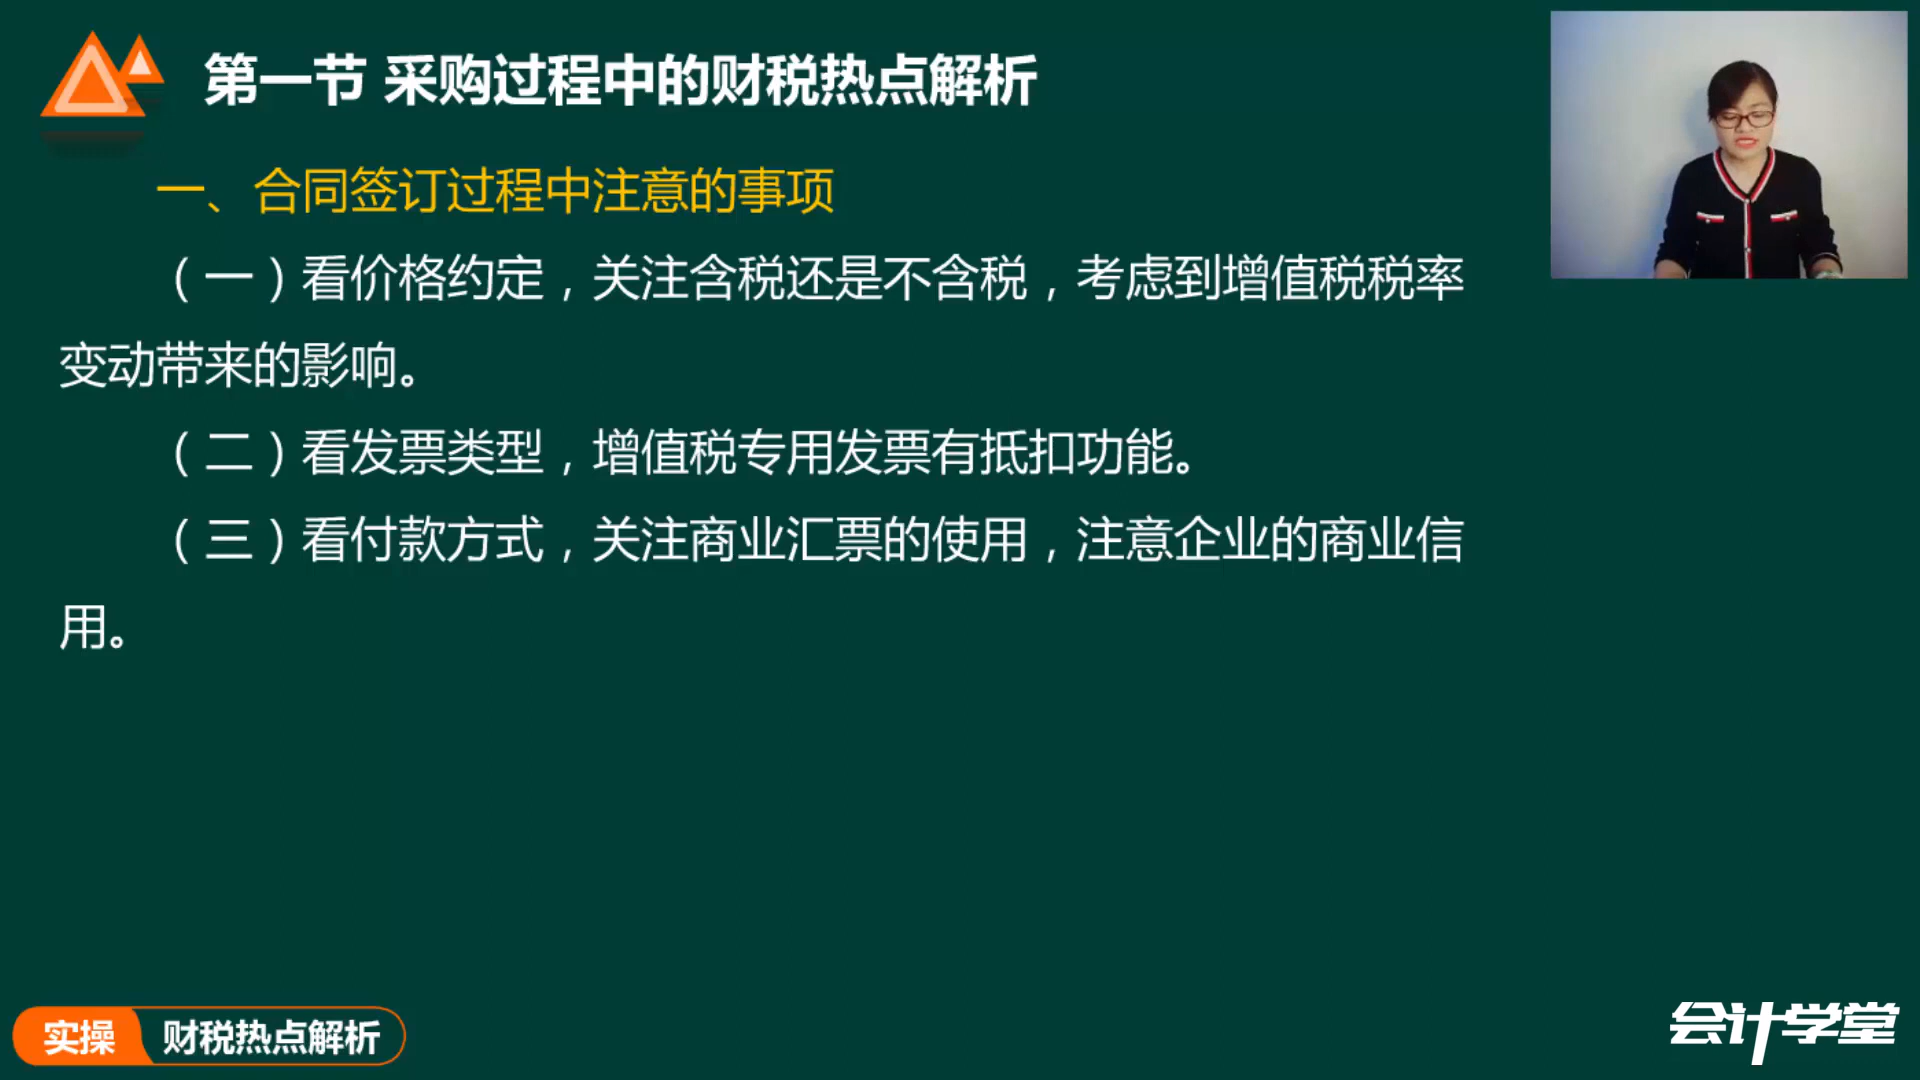 第一节 采购过程中的财税热点解析
一、合同签订过程中注意的事项
（一）看价格约定，关注含税还是不含税，考虑到增值税税率
变动带来的影响。
（二）看发票类型，增值税专用发票有抵扣功能。
（三）看付款方式，关注商业汇票的使用，注意企业的商业信
用。
实操 财税热点解析
会计学堂